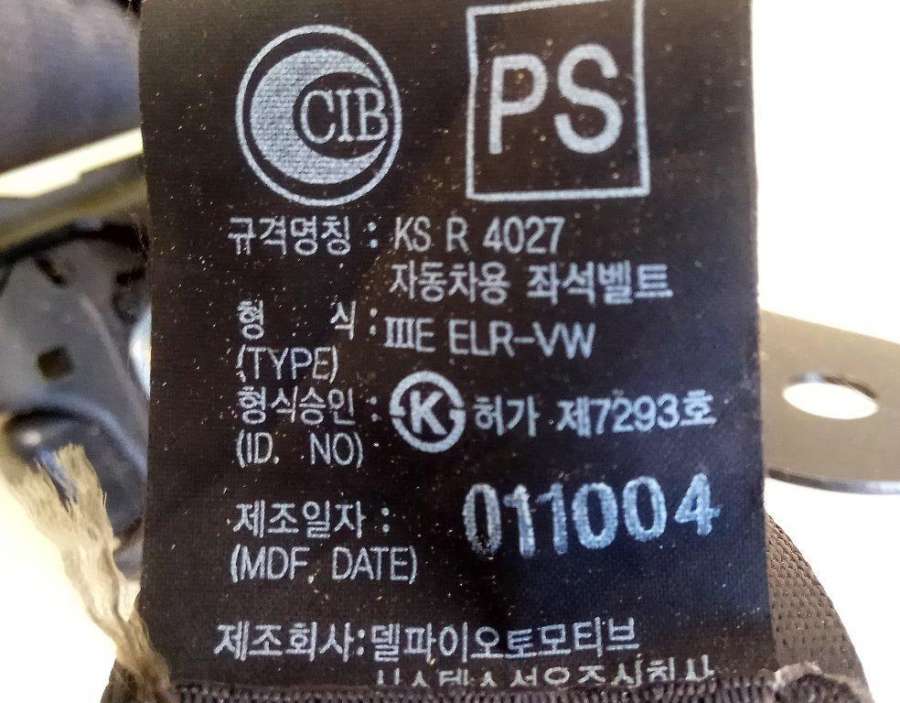 CIB PS
규격명칭 : KS R 4027
자동차용 좌석벨트
형 식 : IIIE ELR-VW
(TYPE)
형식승인 : K 허가 제7293호
(ID. NO)
제조일자 : 011004
(MDF. DATE)
제조회사:델파이오토모티브